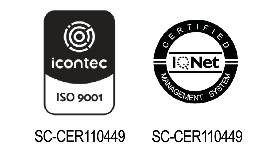 icontec
ISO 9001
SC-CER110449
CERTIFIED
IQNet
MANAGEMENT SYSTEM
SC-CER110449